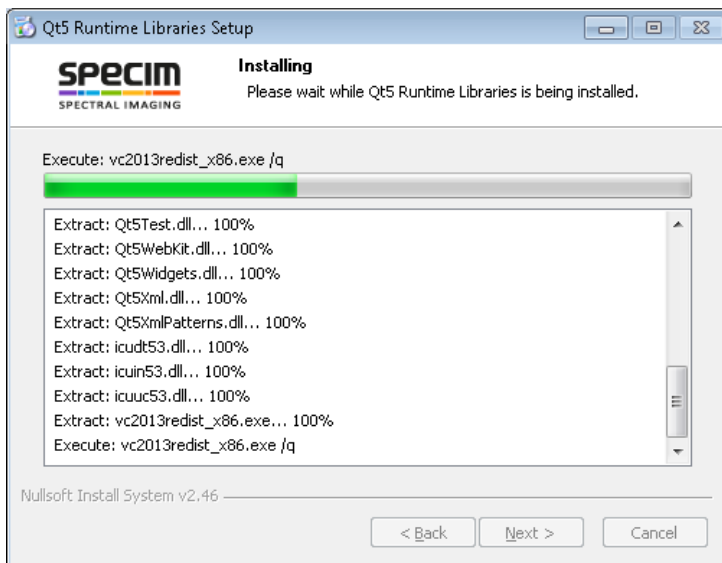 Qt5 Runtime Libraries Setup
SPECIM
SPECTRAL IMAGING
Installing
Please wait while Qt5 Runtime Libraries is being installed.
Execute: vc2013redist_x86.exe /q
Extract: Qt5Test.dll... 100%
Extract: Qt5WebKit.dll... 100%
Extract: Qt5Widgets.dll... 100%
Extract: Qt5Xml.dll... 100%
Extract: Qt5XmlPatterns.dll... 100%
Extract: icudt53.dll... 100%
Extract: icuin53.dll... 100%
Extract: icuuc53.dll... 100%
Extract: vc2013redist_x86.exe... 100%
Execute: vc2013redist_x86.exe /q
Nullsoft Install System v2.46
< Back Next > Cancel